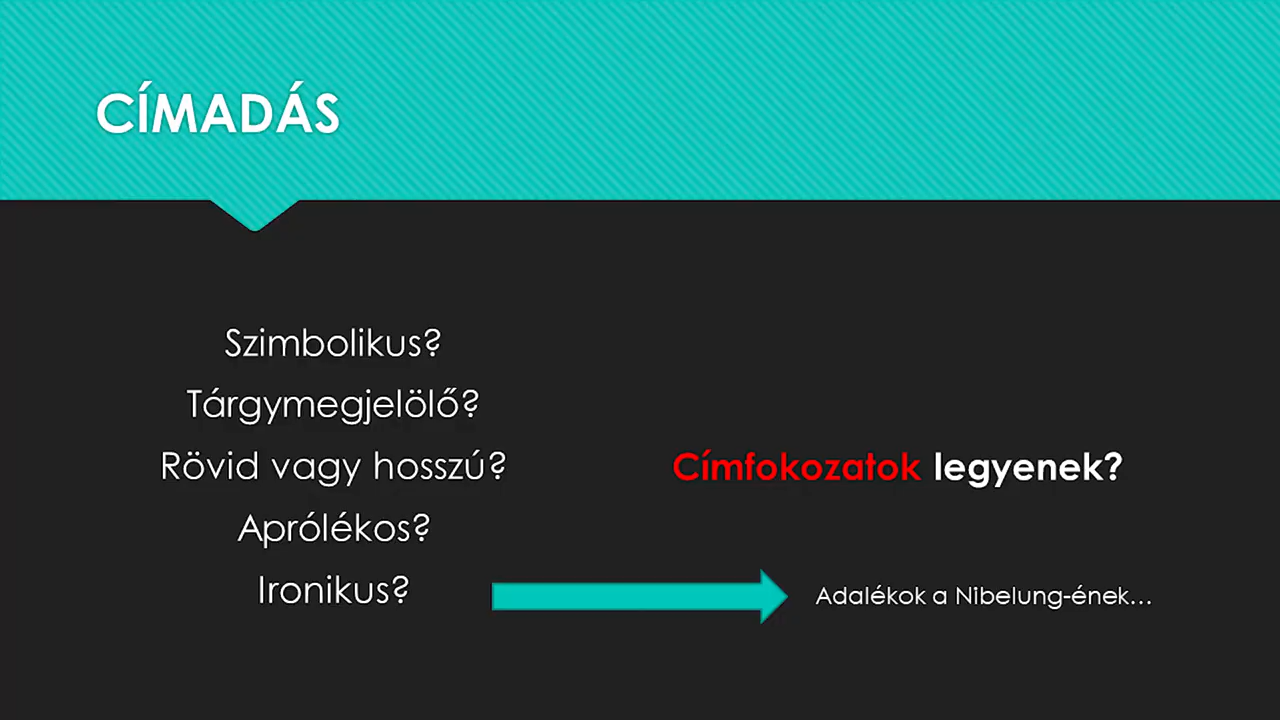 CÍMADÁS
Szimbolikus?
Tárgymegjelölő?
Rövid vagy hosszú?
Aprólékos?
Ironikus?
Címfokozatok legyenek?
Adalékok a Nibelung-ének...